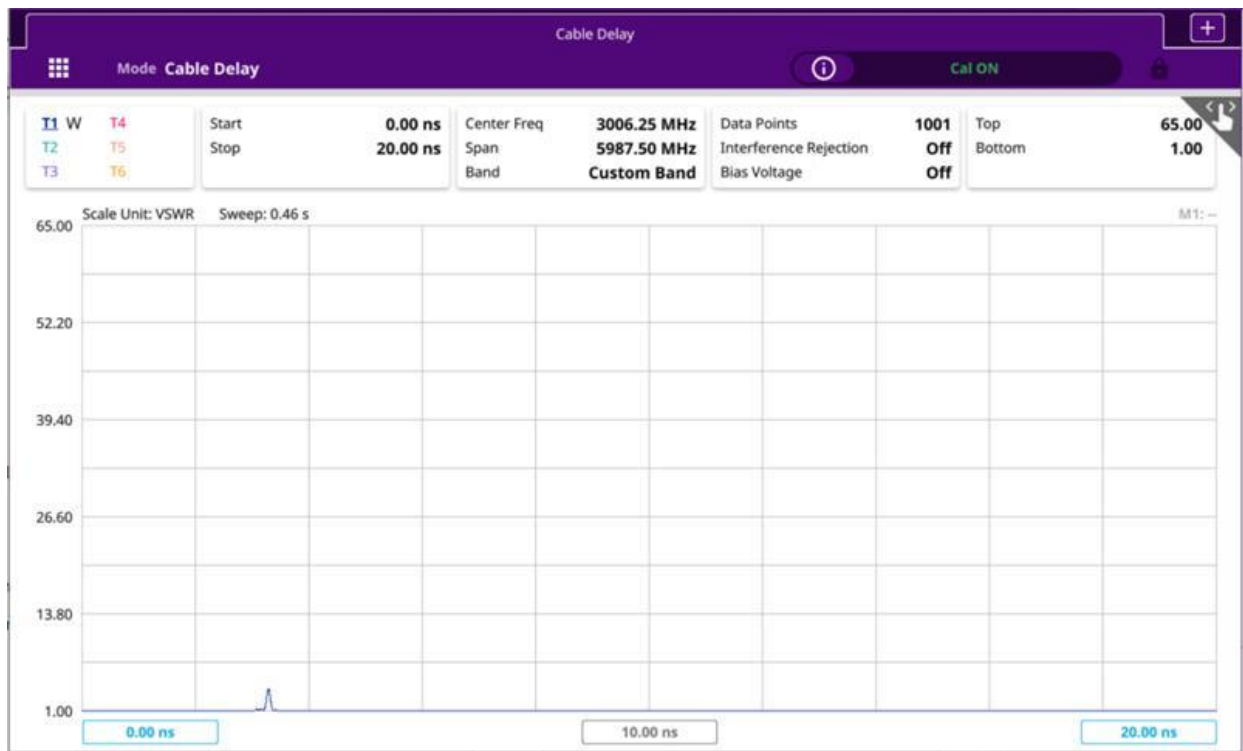 Cable Delay
Mode Cable Delay
Cal ON
T1 W T4
T2 T5
T3 T6
Start 0.00 ns
Stop 20.00 ns
Center Freq 3006.25 MHz
Span 5987.50 MHz
Band Custom Band
Data Points 1001
Interference Rejection Off
Bias Voltage Off
Top 65.00
Bottom 1.00
Scale Unit: VSWR Sweep: 0.46 s
M1: --
65.00
52.20
39.40
26.60
13.80
1.00
0.00 ns 10.00 ns 20.00 ns